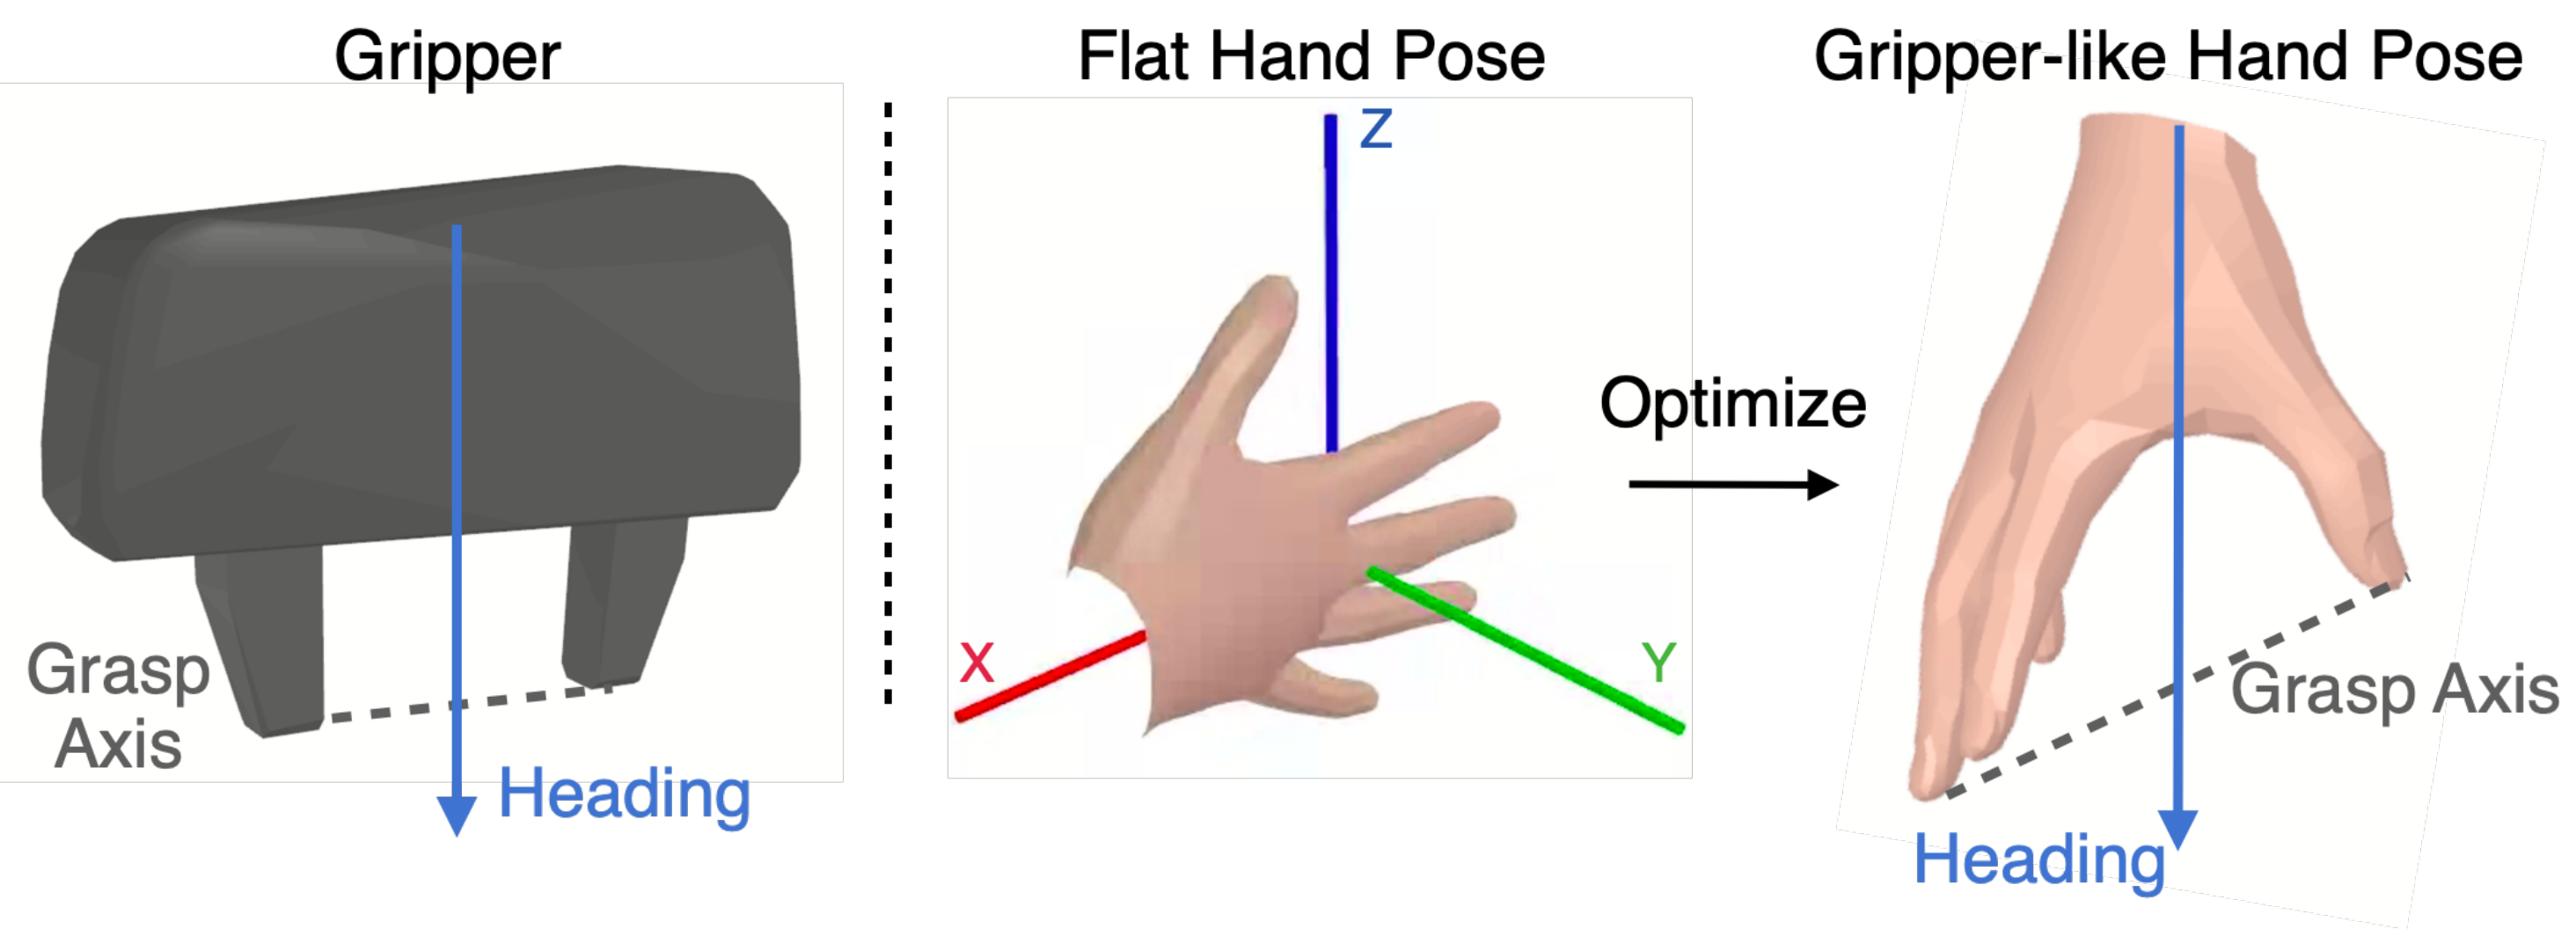 Gripper
Flat Hand Pose
Gripper-like Hand Pose
Grasp
Axis
Heading
Z
X
Y
Optimize
Grasp Axis
Heading